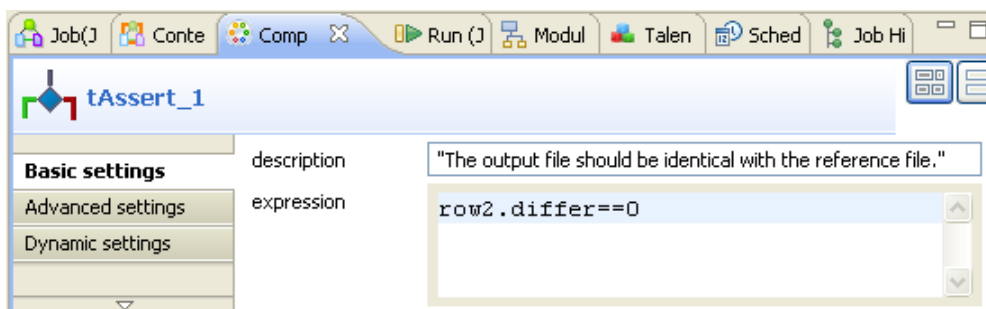 Job(J Conte Comp Run (J Modul Talen Sched Job Hi
tAssert_1
Basic settings
description "The output file should be identical with the reference file."
Advanced settings
expression row2.differ==0
Dynamic settings